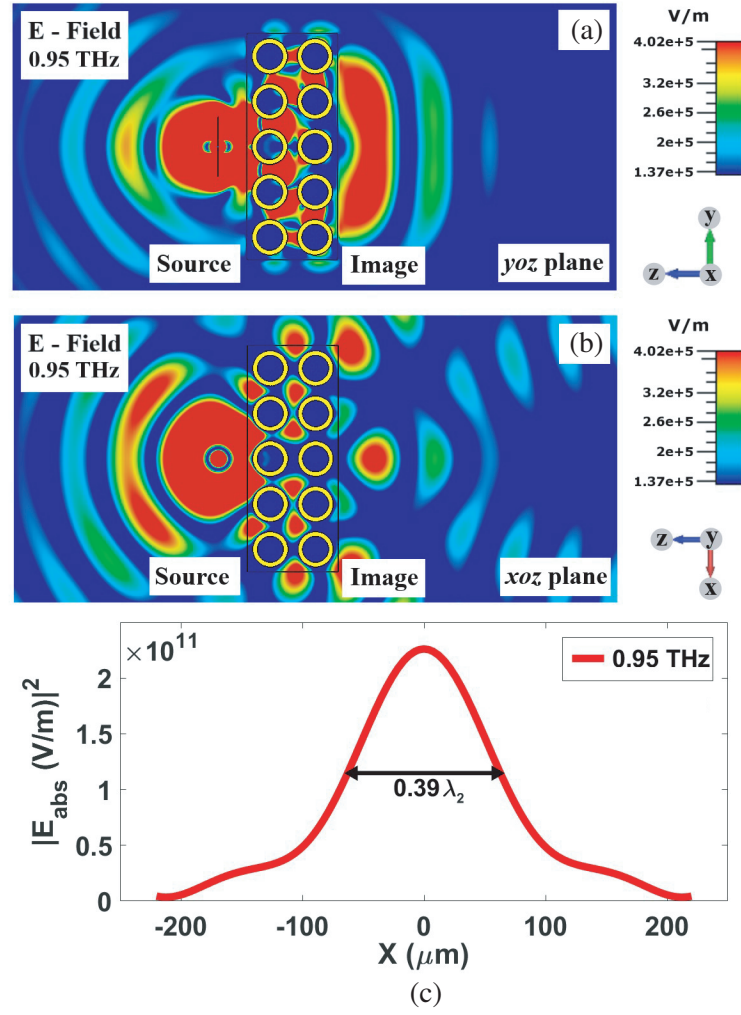 E - Field
0.95 THz
(a)
V/m
4.02e+5
3.2e+5
2.6e+5
2e+5
1.37e+5
Source
Image
yoz plane
y
z
x
E - Field
0.95 THz
(b)
V/m
4.02e+5
3.2e+5
2.6e+5
2e+5
1.37e+5
Source
Image
xoz plane
z
y
x
×10¹¹
0.95 THz
2
1.5
1
0.5
0
|E_abs (V/m)|²
0.39 λ₂
-200 -100 0 100 200
X (μm)
(c)